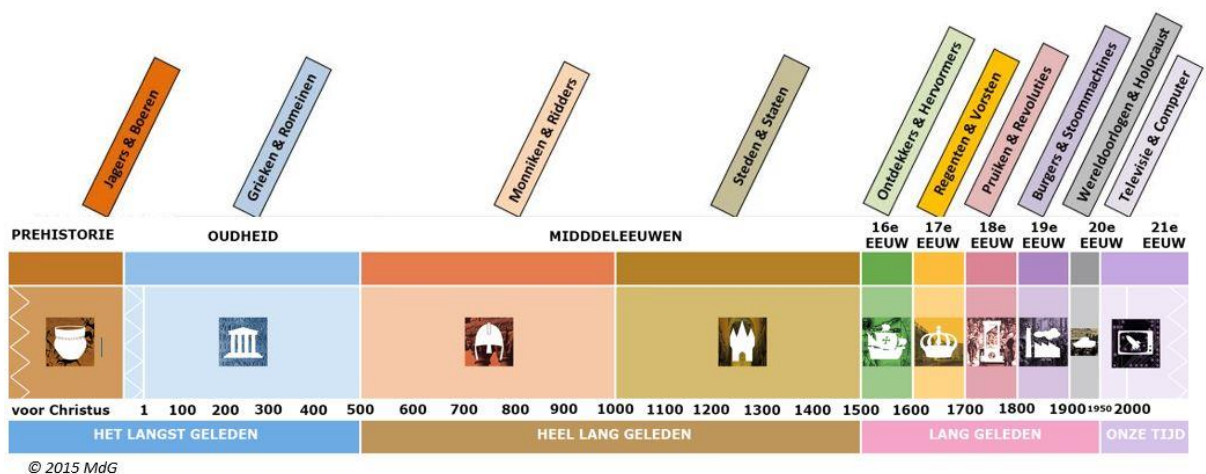 Jagers & Boeren
Grieken & Romeinen
Monniken & Ridders
Steden & Staten
Ontdekkers & Hervormers
Regenten & Vorsten
Pruiken & Revoluties
Burgers & Stoommachines
Wereldoorlogen & Holocaust
Televisie & Computer
PREHISTORIE OUDHEID MIDDDELEEUWEN 16e EEUW 17e EEUW 18e EEUW 19e EEUW 20e EEUW 21e EEUW
voor Christus 1 100 200 300 400 500 600 700 800 900 1000 1100 1200 1300 1400 1500 1600 1700 1800 1900 1950 2000
HET LANGST GELEDEN HEEL LANG GELEDEN LANG GELEDEN ONZE TIJD
© 2015 MdG